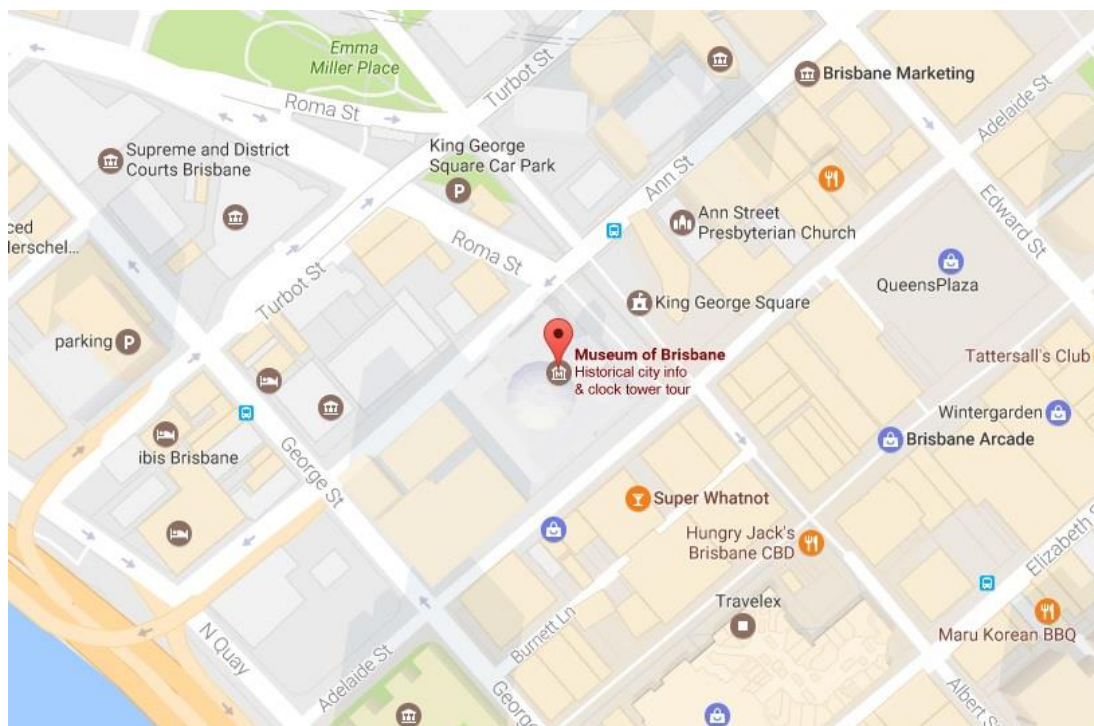 Emma
Miller Place
Turbot St
Brisbane Marketing
Adelaide St
Roma St
Supreme and District
Courts Brisbane
King George
Square Car Park
P
Ann St
Edward St
Ann Street
Presbyterian Church
ced
Herschel...
Roma St
QueensPlaza
Turbot St
King George Square
parking
P
Museum of Brisbane
Historical city info
& clock tower tour
M
Tattersall's Club
Wintergarden
Brisbane Arcade
ibis Brisbane
George St
Super Whatnot
Hungry Jack's
Brisbane CBD
Elizabeth S
Travelex
Burnett Ln
Maru Korean BBQ
N Quay
Adelaide St
George
Albert S